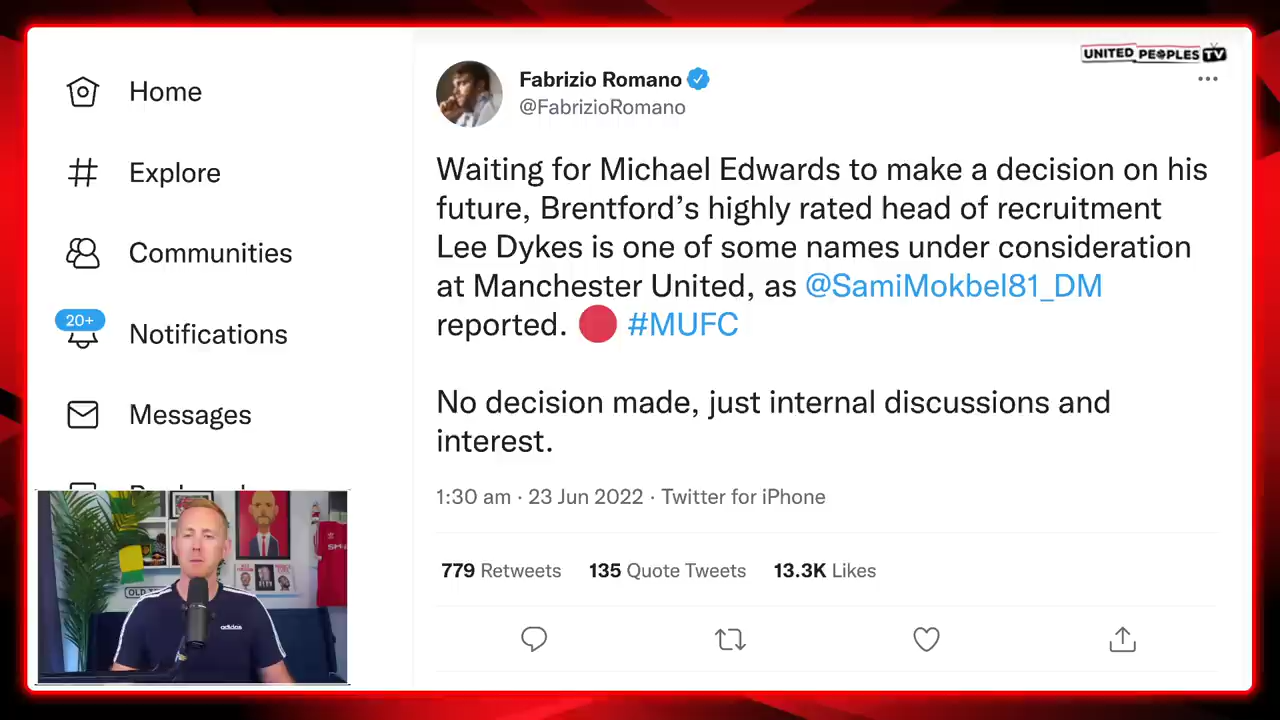 UNITED PEOPLES TV
Home
Explore
Communities
20+
Notifications
Messages
Fabrizio Romano
@FabrizioRomano
Waiting for Michael Edwards to make a decision on his
future, Brentford’s highly rated head of recruitment
Lee Dykes is one of some names under consideration
at Manchester United, as @SamiMokbel81_DM
reported. 🔴 #MUFC
No decision made, just internal discussions and
interest.
1:30 am · 23 Jun 2022 · Twitter for iPhone
779 Retweets 135 Quote Tweets 13.3K Likes
adidas